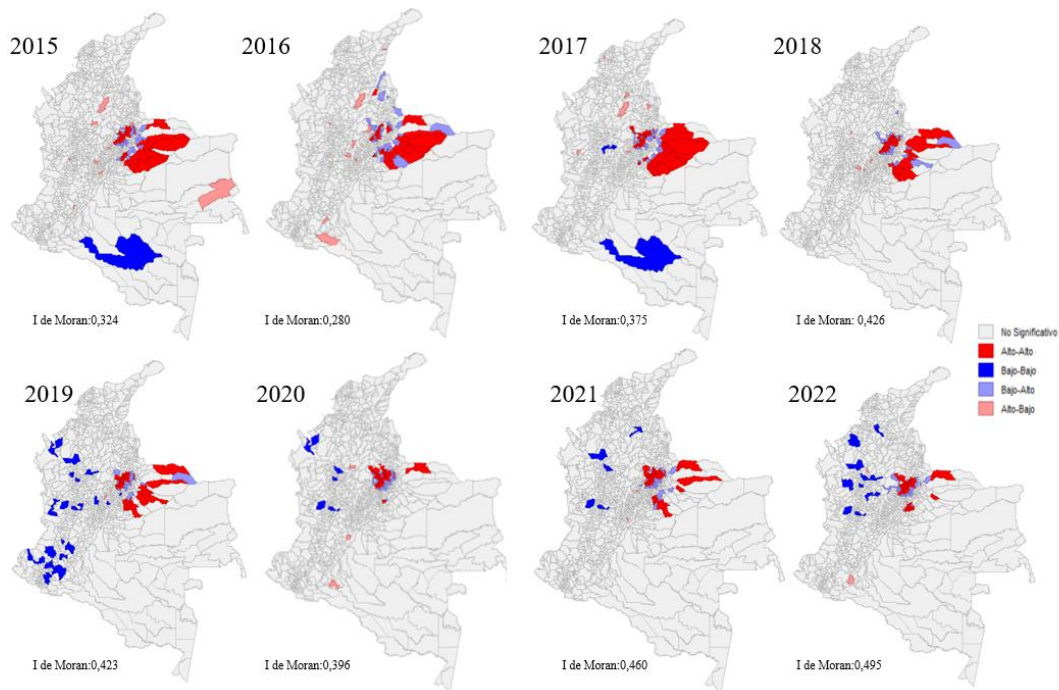 2015
2016
2017
2018
I de Moran:0,324
I de Moran:0,280
I de Moran:0,375
I de Moran: 0,426
No Significativo
Alto-Alto
Bajo-Bajo
Bajo-Alto
Alto-Bajo
2019
2020
2021
2022
I de Moran:0,423
I de Moran:0,396
I de Moran:0,460
I de Moran:0,495